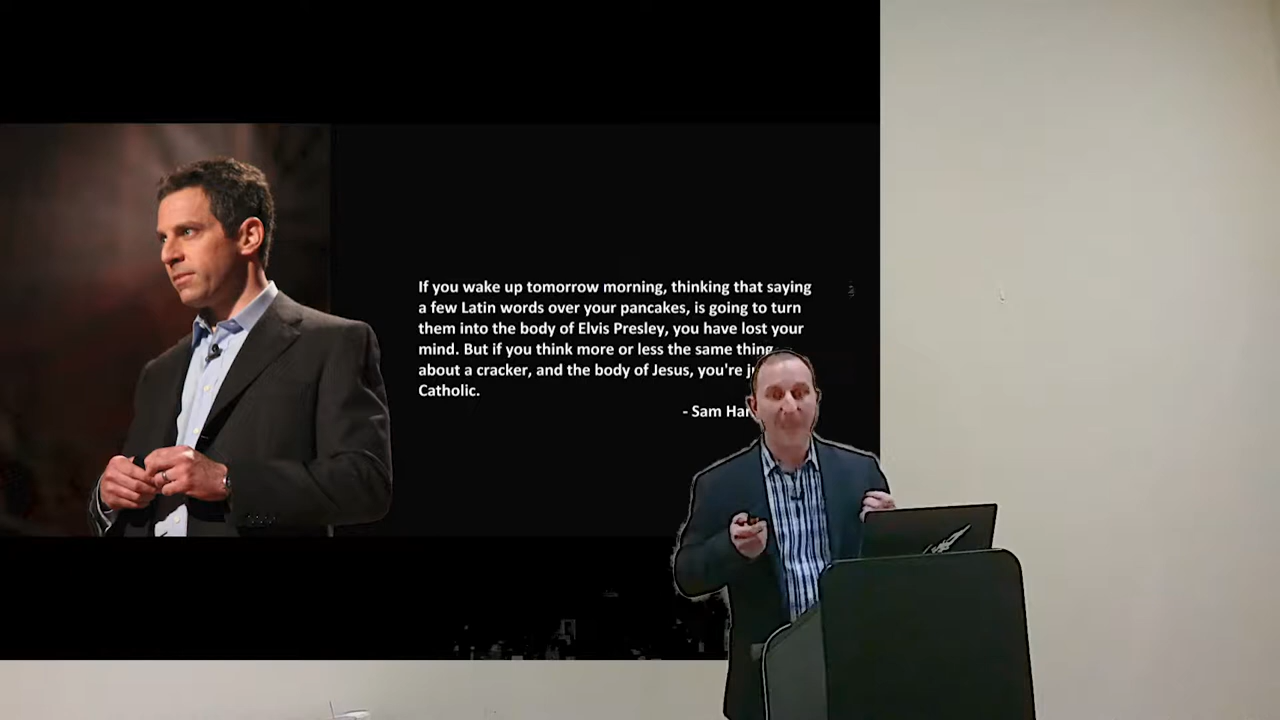 If you wake up tomorrow morning, thinking that saying
a few Latin words over your pancakes, is going to turn
them into the body of Elvis Presley, you have lost your
mind. But if you think more or less the same thing
about a cracker, and the body of Jesus, you're
Catholic.
- Sam